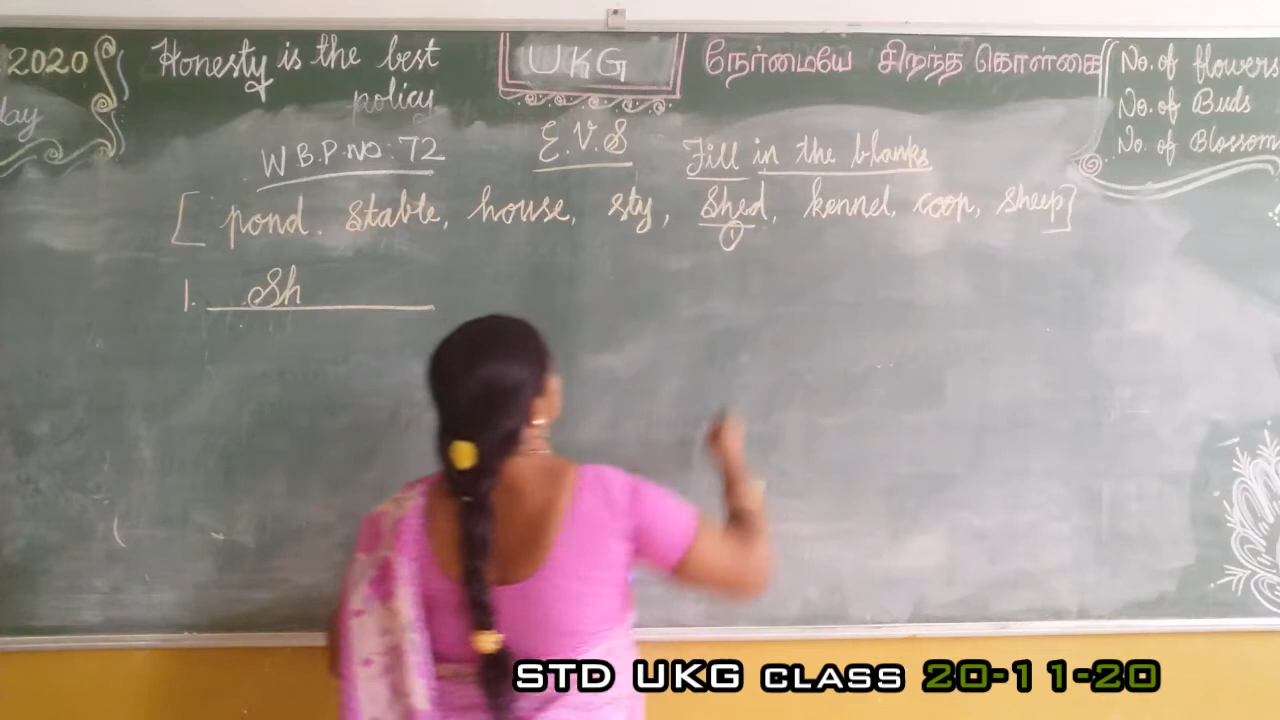 2020
day
Honesty is the best
policy
UKG
நேர்மையே சிறந்த கொள்கை
No. of flowers
No. of Buds
No. of Blossom
W B.P.NO: 72
E.V.S
Fill in the blanks
[ pond. stable, house, sty, shed, kennel, coop, sheep]
①
1. Sh
STD UKG CLASS 20-11-20